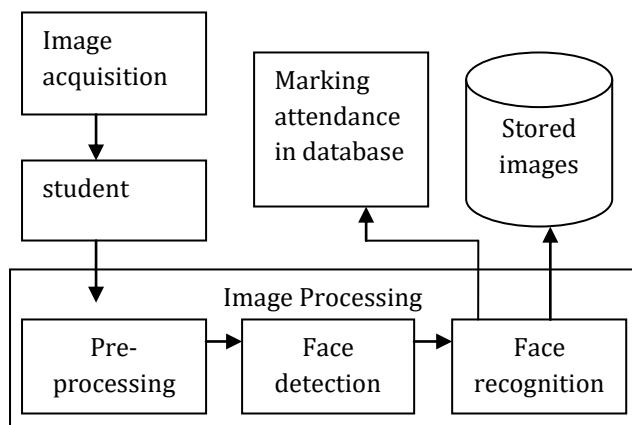 Image
acquisition
Marking
attendance
in database
Stored
images
student
Image Processing
Pre-
processing
Face
detection
Face
recognition